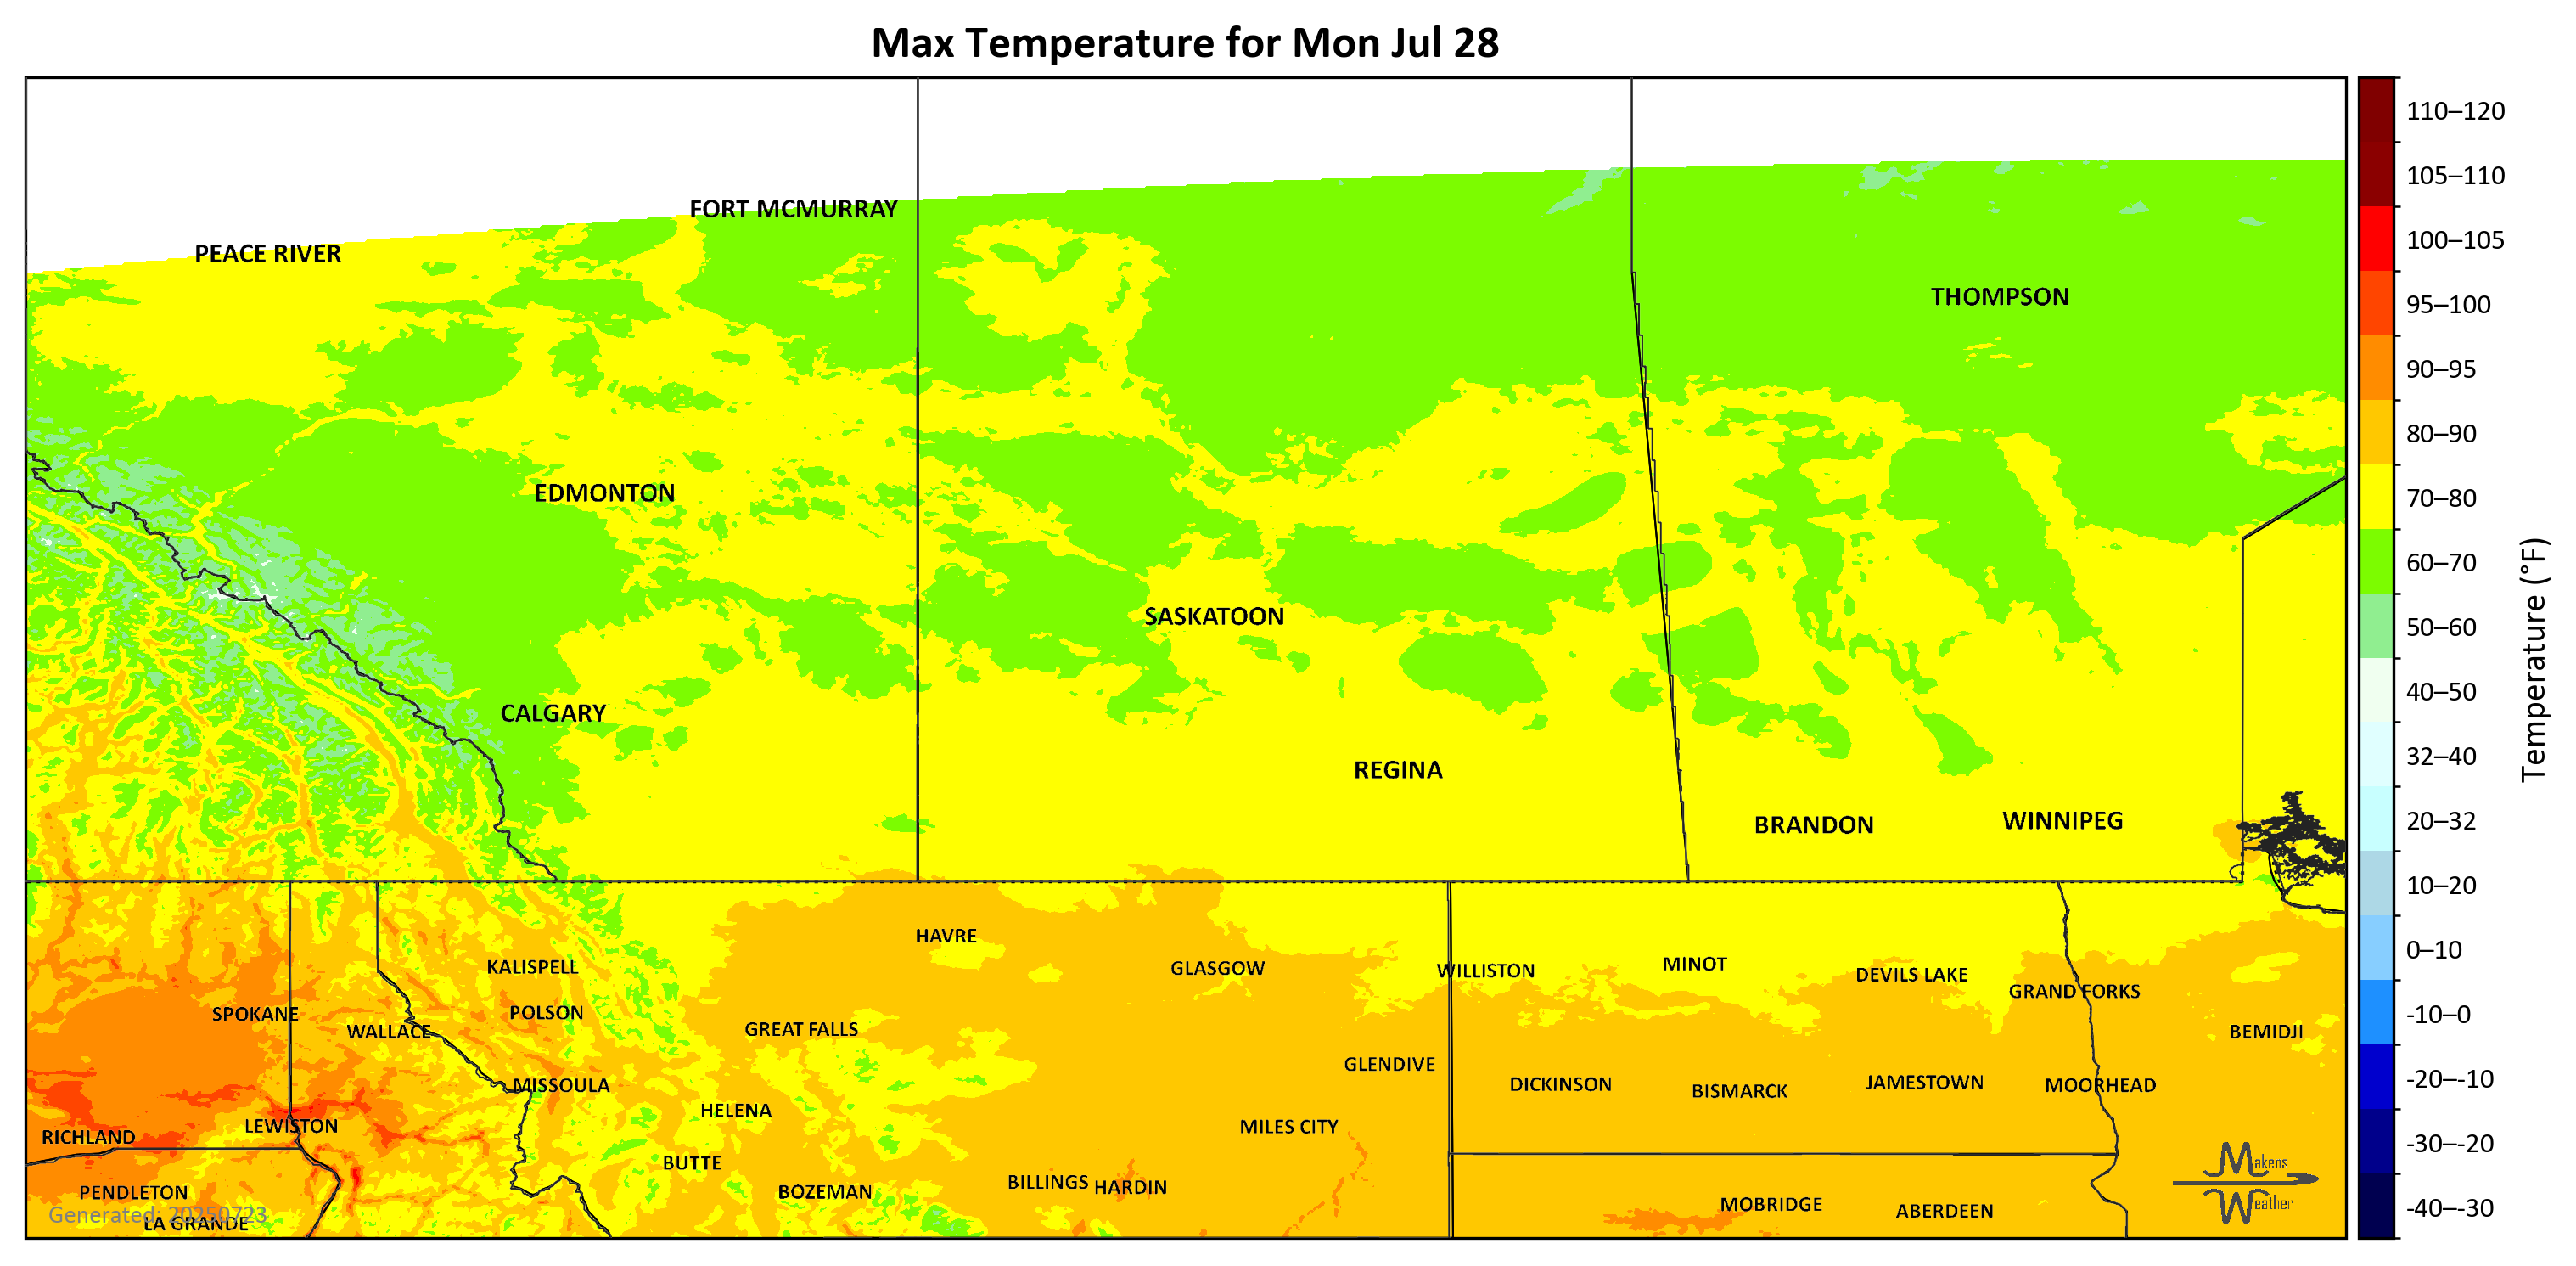 Max Temperature for Mon Jul 28
FORT MCMURRAY
PEACE RIVER
THOMPSON
EDMONTON
SASKATOON
CALGARY
REGINA
BRANDON
WINNIPEG
HAVRE
KALISPELL
GLASGOW
WILLISTON
MINOT
DEVILS LAKE
GRAND FORKS
SPOKANE
POLSON
WALLACE
GREAT FALLS
BEMIDJI
GLENDIVE
MISSOULA
DICKINSON
BISMARCK
JAMESTOWN
MOORHEAD
HELENA
LEWISTON
MILES CITY
RICHLAND
BUTTE
BILLINGS
HARDIN
PENDLETON
BOZEMAN
MOBRIDGE
ABERDEEN
Generated: 20250723
LA GRANDE
Makens
Weather
110–120
105–110
100–105
95–100
90–95
80–90
70–80
60–70
50–60
40–50
32–40
20–32
10–20
0–10
-10–0
-20–-10
-30–-20
-40–-30
Temperature (°F)